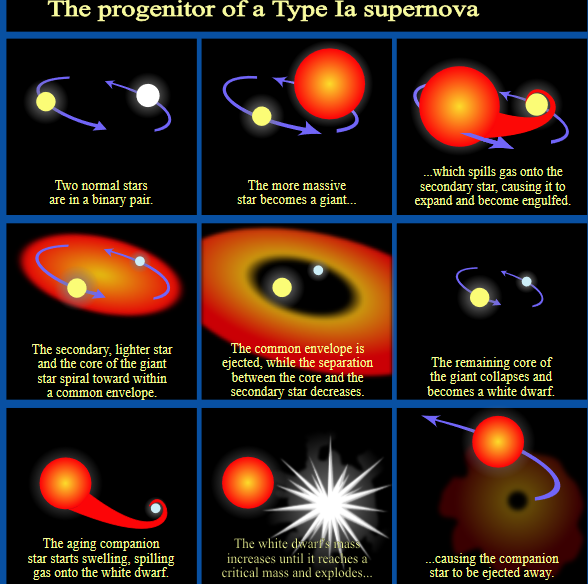 The progenitor of a Type Ia supernova
Two normal stars
are in a binary pair.
The more massive
star becomes a giant...
...which spills gas onto the
secondary star, causing it to
expand and become engulfed.
The secondary, lighter star
and the core of the giant
star spiral toward within
a common envelope.
The common envelope is
ejected, while the separation
between the core and the
secondary star decreases.
The remaining core of
the giant collapses and
becomes a white dwarf.
The aging companion
star starts swelling, spilling
gas onto the white dwarf.
The white dwarf's mass
increases until it reaches a
critical mass and explodes...
...causing the companion
star to be ejected away.